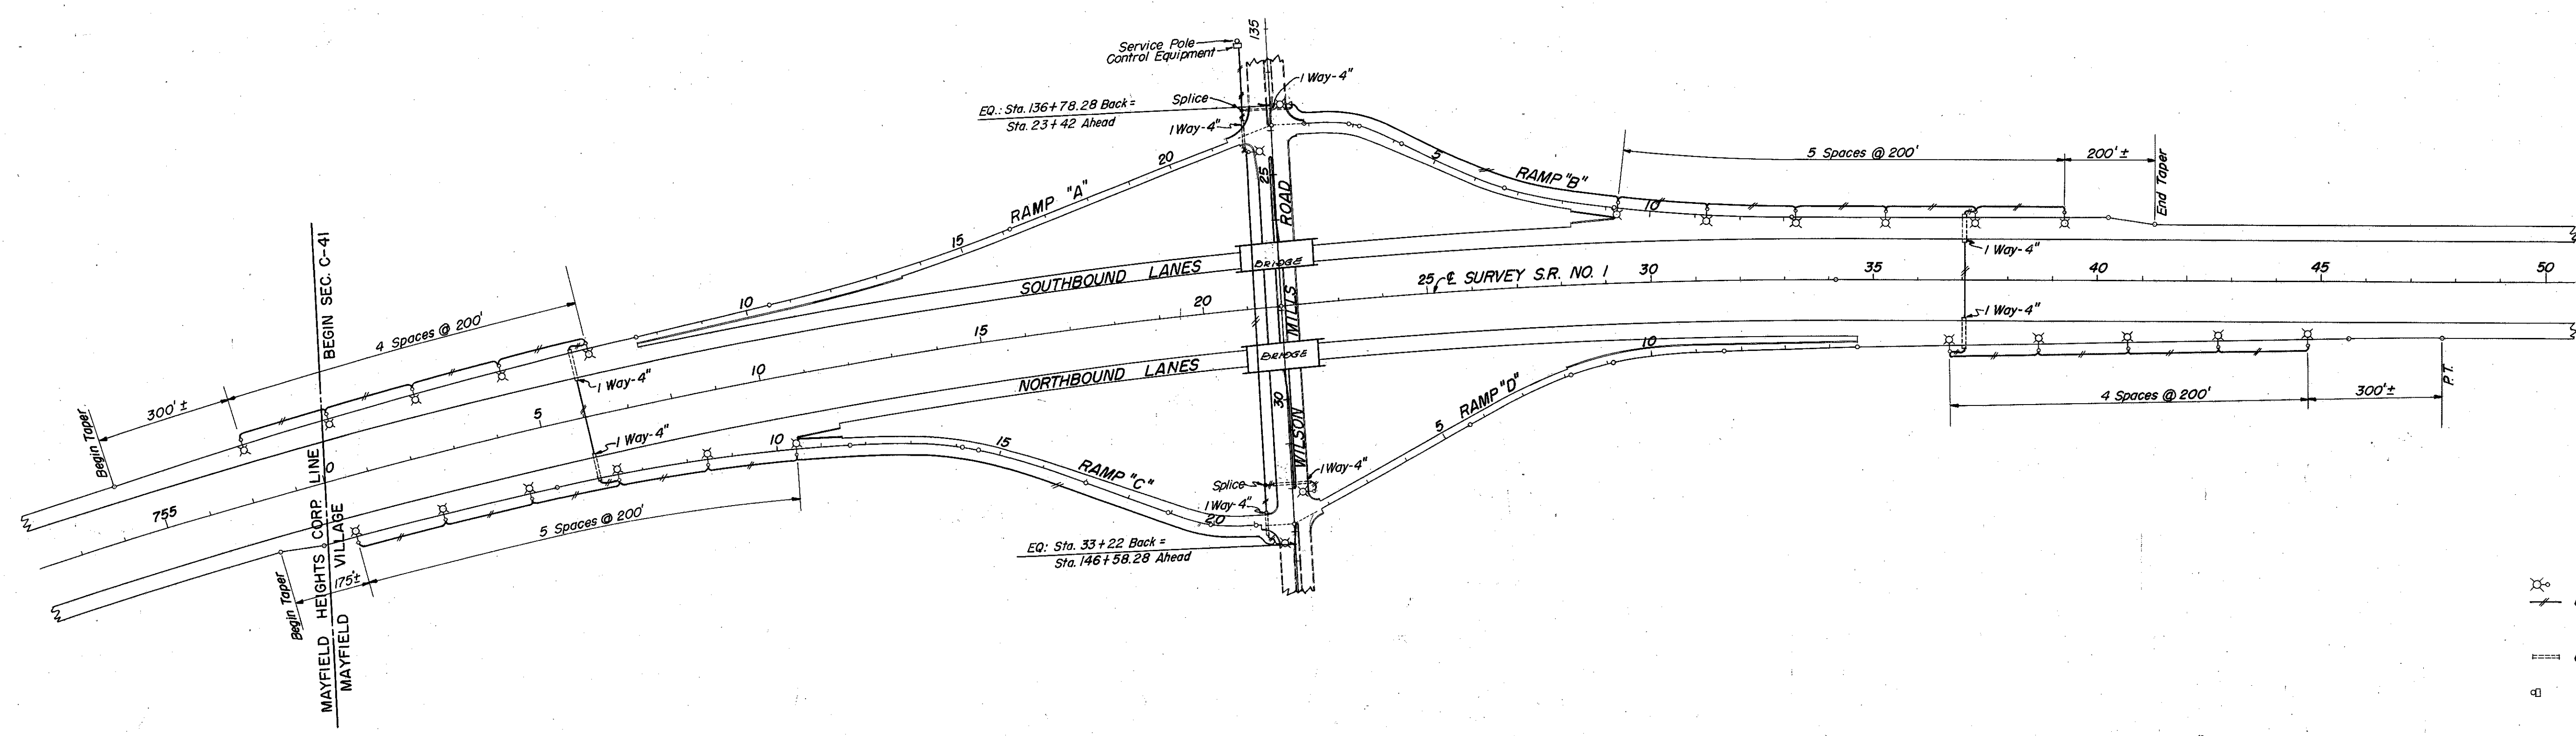 135
Service Pole
Control Equipment
1 Way-4"
EQ.: Sta. 136+78.28 Back =
Sta. 23+42 Ahead
Splice
1 Way-4"
20
25
RAMP "A"
ROAD
5
RAMP "B"
5 Spaces @ 200'
200' ±
End Taper
10
15
10
BRIDGE
SOUTHBOUND LANES
25 ℄ SURVEY S.R. NO. 1
30
35
40
45
50
1 Way-4"
1 Way-4"
MILLS
20
15
10
5
0
755
BEGIN SEC. C-41
4 Spaces @ 200'
300' ±
Begin Taper
1 Way-4"
1 Way-4"
BRIDGE
NORTHBOUND LANES
30
WILSON
10
5
RAMP "D"
4 Spaces @ 200'
300' ±
P.T.
10
15
RAMP "C"
20
1 Way-4"
Splice
1 Way-4"
EQ: Sta. 33+22 Back =
Sta. 146+58.28 Ahead
5 Spaces @ 200'
175' ±
Begin Taper
MAYFIELD HEIGHTS CORP. LINE
MAYFIELD VILLAGE